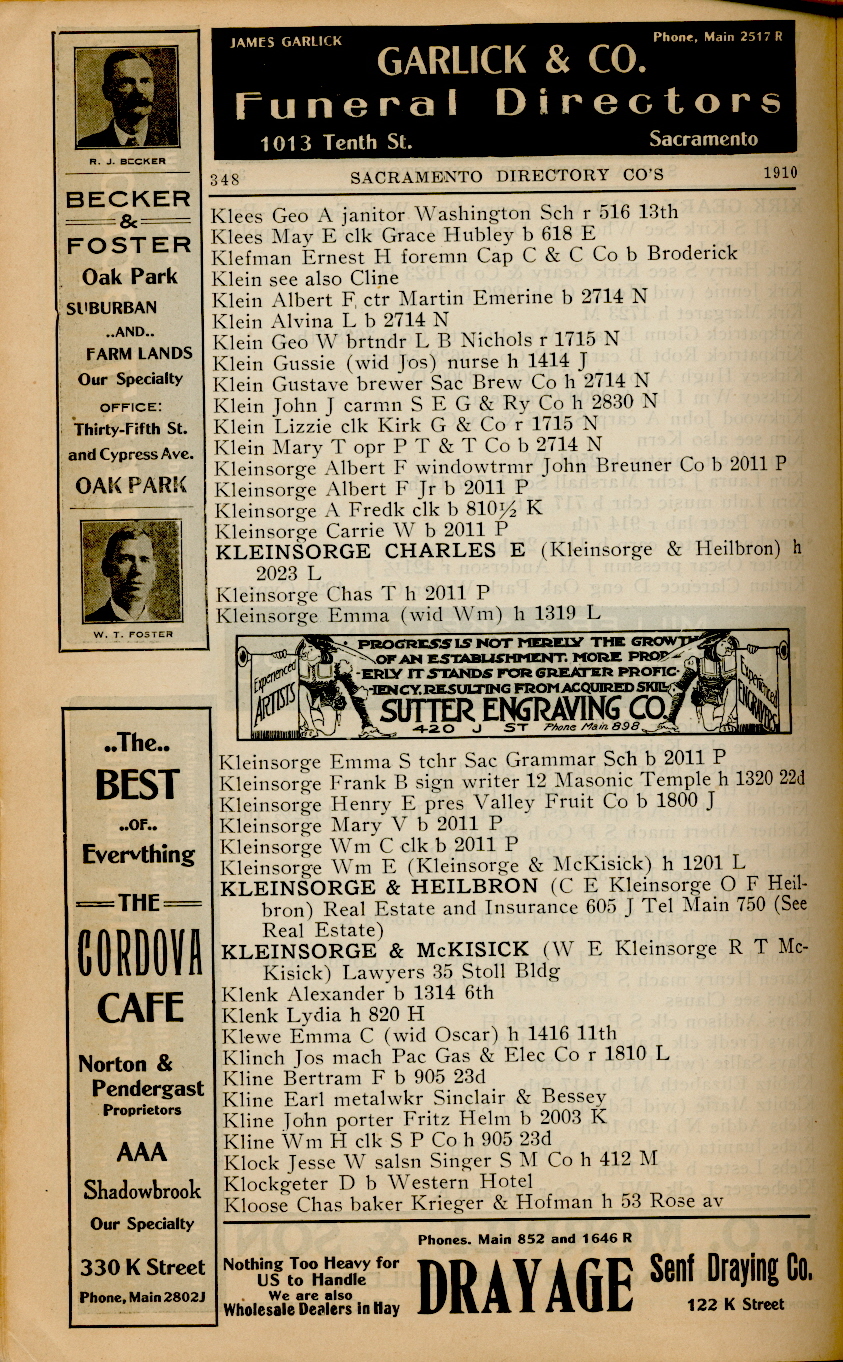 JAMES GARLICK
Phone, Main 2517 R
GARLICK & CO.
Funeral Directors
1013 Tenth St.
Sacramento
348
SACRAMENTO DIRECTORY CO'S
1910
R. J. BECKER
BECKER
&
FOSTER
Oak Park
SUBURBAN
..AND..
FARM LANDS
Our Specialty
OFFICE:
Thirty-Fifth St.
and Cypress Ave.
OAK PARK
W. T. FOSTER
Klees Geo A janitor Washington Sch r 516 13th
Klees May E clk Grace Hubley b 618 E
Klefman Ernest H foremn Cap C & C Co b Broderick
Klein see also Cline
Klein Albert F ctr Martin Emerine b 2714 N
Klein Alvina L b 2714 N
Klein Geo W brtndr L B Nichols r 1715 N
Klein Gussie (wid Jos) nurse h 1414 J
Klein Gustave brewer Sac Brew Co h 2714 N
Klein John J carmn S E G & Ry Co h 2830 N
Klein Lizzie clk Kirk G & Co r 1715 N
Klein Mary T opr P T & T Co b 2714 N
Kleinsorge Albert F windowtrmr John Breuner Co b 2011 P
Kleinsorge Albert F Jr b 2011 P
Kleinsorge A Fredk clk b 810½ K
Kleinsorge Carrie W b 2011 P
KLEINSORGE CHARLES E (Kleinsorge & Heilbron) h
2023 L
Kleinsorge Chas T h 2011 P
Kleinsorge Emma (wid Wm) h 1319 L
PROGRESS IS NOT MERELY THE GROWTH
OF AN ESTABLISHMENT. MORE PROP-
ERLY IT STANDS FOR GREATER PROFIC-
IENCY, RESULTING FROM ACQUIRED SKILL
Experienced
ARTISTS
Experienced
ENGRAVERS
SUTTER ENGRAVING CO.
420 J ST Phone Main 898
Kleinsorge Emma S tchr Sac Grammar Sch b 2011 P
Kleinsorge Frank B sign writer 12 Masonic Temple h 1320 22d
Kleinsorge Henry E pres Valley Fruit Co b 1800 J
Kleinsorge Mary V b 2011 P
Kleinsorge Wm C clk b 2011 P
Kleinsorge Wm E (Kleinsorge & McKisick) h 1201 L
KLEINSORGE & HEILBRON (C E Kleinsorge O F Heil-
bron) Real Estate and Insurance 605 J Tel Main 750 (See
Real Estate)
KLEINSORGE & McKISICK (W E Kleinsorge R T Mc-
Kisick) Lawyers 35 Stoll Bldg
Klenk Alexander b 1314 6th
Klenk Lydia h 820 H
Klewe Emma C (wid Oscar) h 1416 11th
Klinch Jos mach Pac Gas & Elec Co r 1810 L
Kline Bertram F b 905 23d
Kline Earl metalwkr Sinclair & Bessey
Kline John porter Fritz Helm b 2003 K
Kline Wm H clk S P Co h 905 23d
Klock Jesse W salsn Singer S M Co h 412 M
Klockgeter D b Western Hotel
Kloose Chas baker Krieger & Hofman h 53 Rose av
..The..
BEST
..OF..
Everything
THE
CORDOVA
CAFE
Norton &
Pendergast
Proprietors
AAA
Shadowbrook
Our Specialty
330 K Street
Phone, Main 2802J
Phones. Main 852 and 1646 R
Nothing Too Heavy for
US to Handle
We are also
Wholesale Dealers in Hay
DRAYAGE
Senf Draying Co.
122 K Street